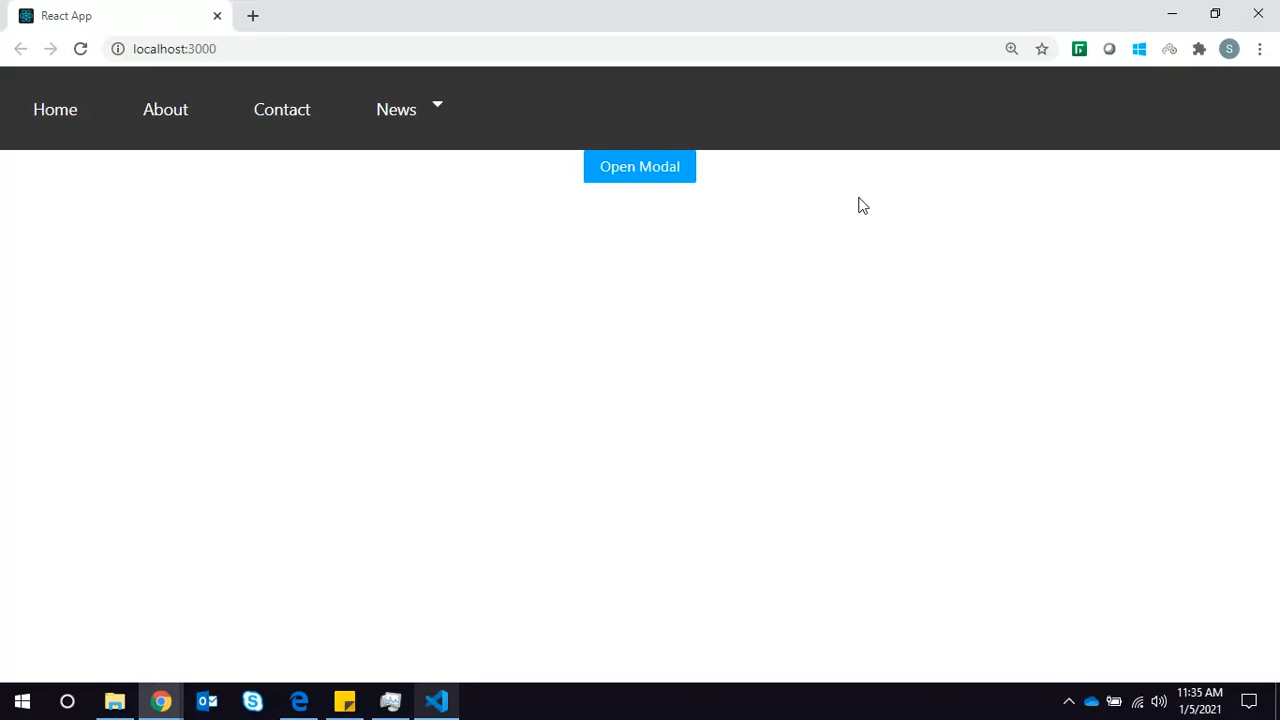 React App
localhost:3000
S
Home About Contact News
Open Modal
11:35 AM
1/5/2021